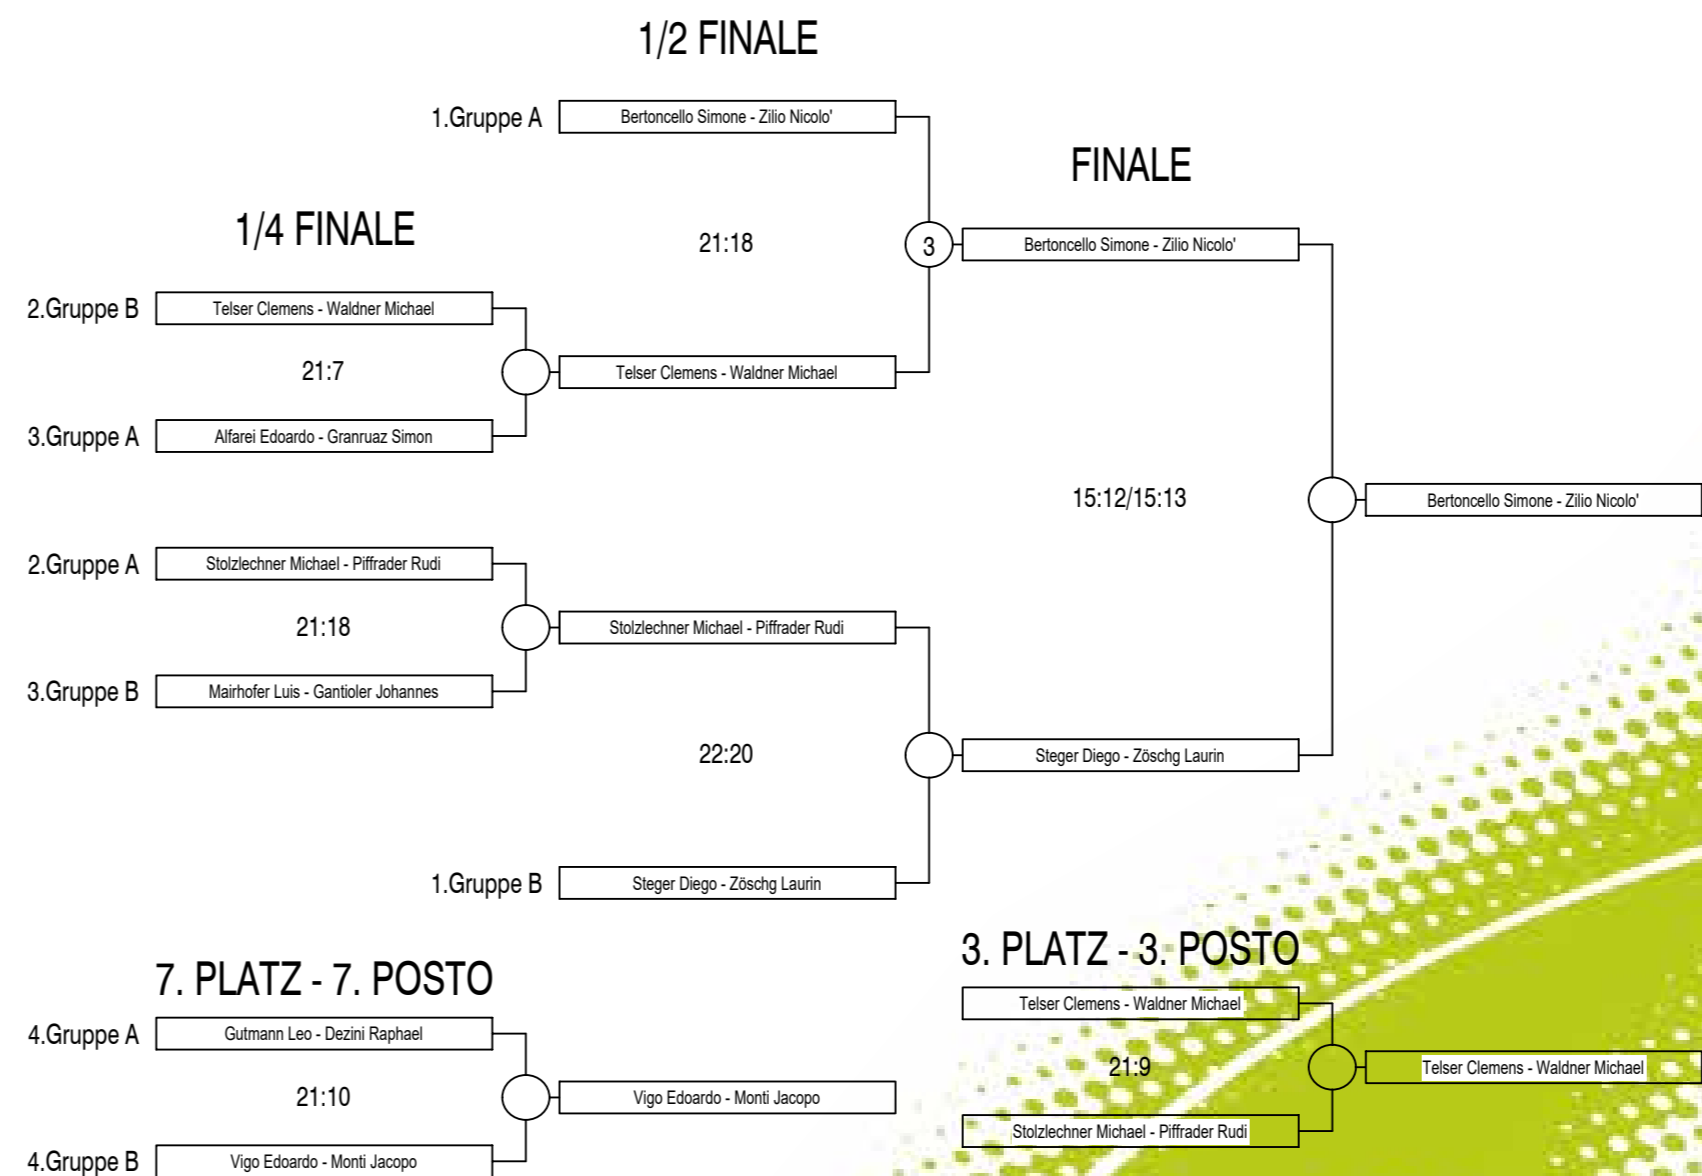 1/2 FINALE
1.Gruppe A
Bertoncello Simone - Zilio Nicolo'
FINALE
1/4 FINALE
21:18
3
Bertoncello Simone - Zilio Nicolo'
2.Gruppe B
Telser Clemens - Waldner Michael
21:7
Telser Clemens - Waldner Michael
3.Gruppe A
Alfarei Edoardo - Granruaz Simon
15:12/15:13
Bertoncello Simone - Zilio Nicolo'
2.Gruppe A
Stolzlechner Michael - Piffrader Rudi
21:18
Stolzlechner Michael - Piffrader Rudi
3.Gruppe B
Mairhofer Luis - Gantioler Johannes
22:20
Steger Diego - Zöschg Laurin
1.Gruppe B
Steger Diego - Zöschg Laurin
7. PLATZ - 7. POSTO
3. PLATZ - 3. POSTO
Telser Clemens - Waldner Michael
4.Gruppe A
Gutmann Leo - Dezini Raphael
21:9
Telser Clemens - Waldner Michael
21:10
Vigo Edoardo - Monti Jacopo
Stolzlechner Michael - Piffrader Rudi
4.Gruppe B
Vigo Edoardo - Monti Jacopo